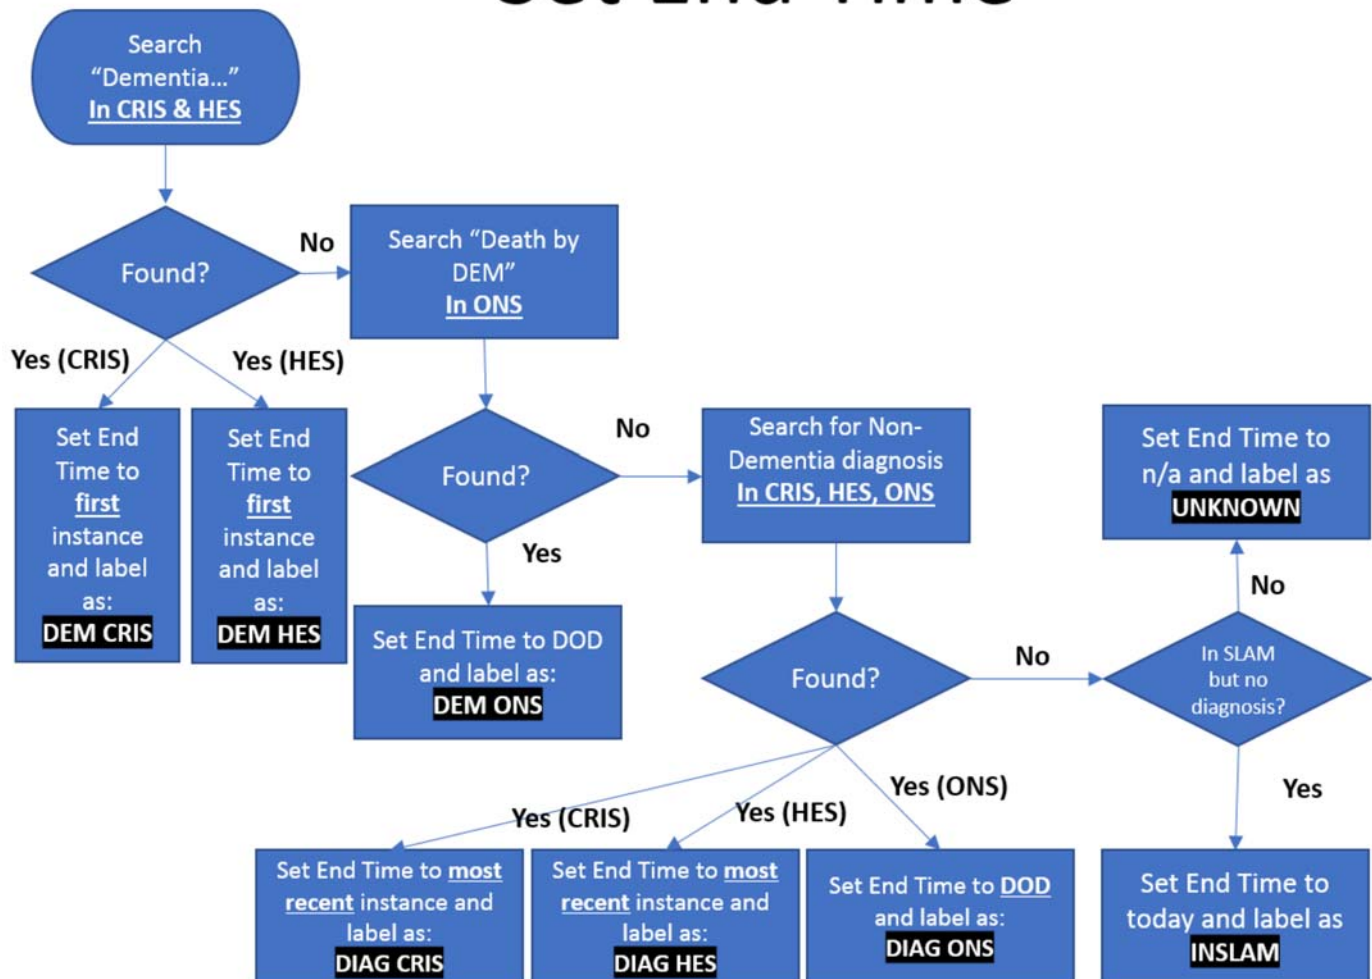 Set End Time
Search
“Dementia...”
In CRIS & HES
Found?
No
Search “Death by
DEM”
In ONS
Yes (CRIS)
Yes (HES)
Set End
Time to
first
instance
and label
as:
DEM CRIS
Set End
Time to
first
instance
and label
as:
DEM HES
Found?
No
Yes
Set End Time to DOD
and label as:
DEM ONS
Search for Non-
Dementia diagnosis
In CRIS, HES, ONS
Found?
No
In SLAM
but no
diagnosis?
No
Set End Time to
n/a and label as
UNKNOWN
Yes
Set End Time to
today and label as
INSLAM
Yes (CRIS)
Yes (HES)
Yes (ONS)
Set End Time to most
recent instance and
label as:
DIAG CRIS
Set End Time to most
recent instance and
label as:
DIAG HES
Set End Time to DOD
and label as:
DIAG ONS